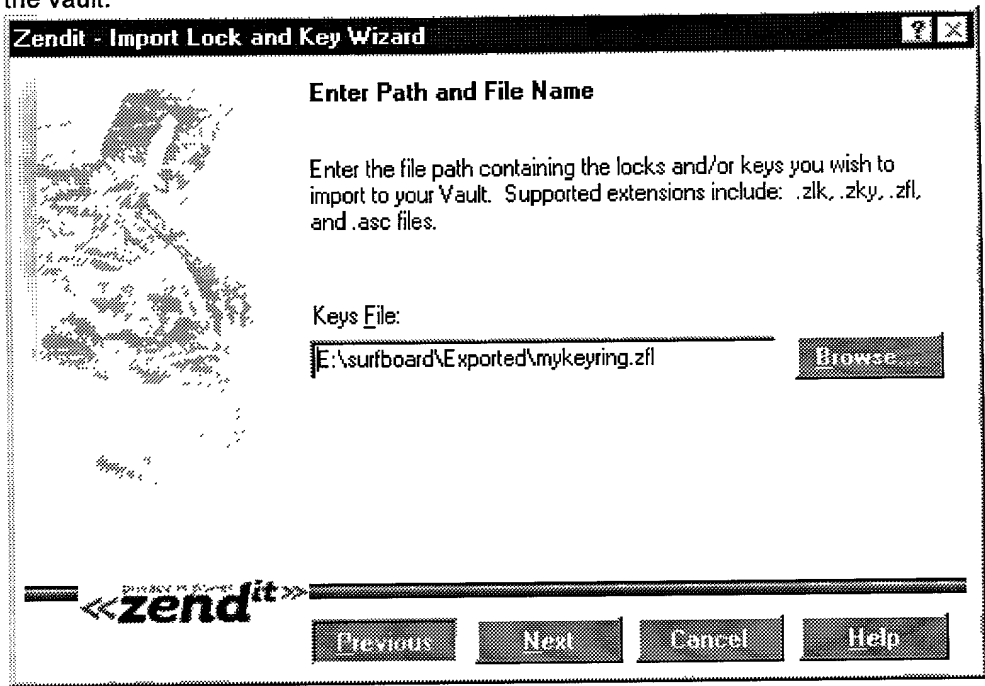 the vault.
Zendit - Import Lock and Key Wizard
Enter Path and File Name
Enter the file path containing the locks and/or keys you wish to
import to your Vault. Supported extensions include: .zlk, .zky, .zfl,
and .asc files.
Keys File:
E:\surfboard\Exported\mykeyring.zfl
Browse...
«zendit»
Previous
Next
Cancel
Help